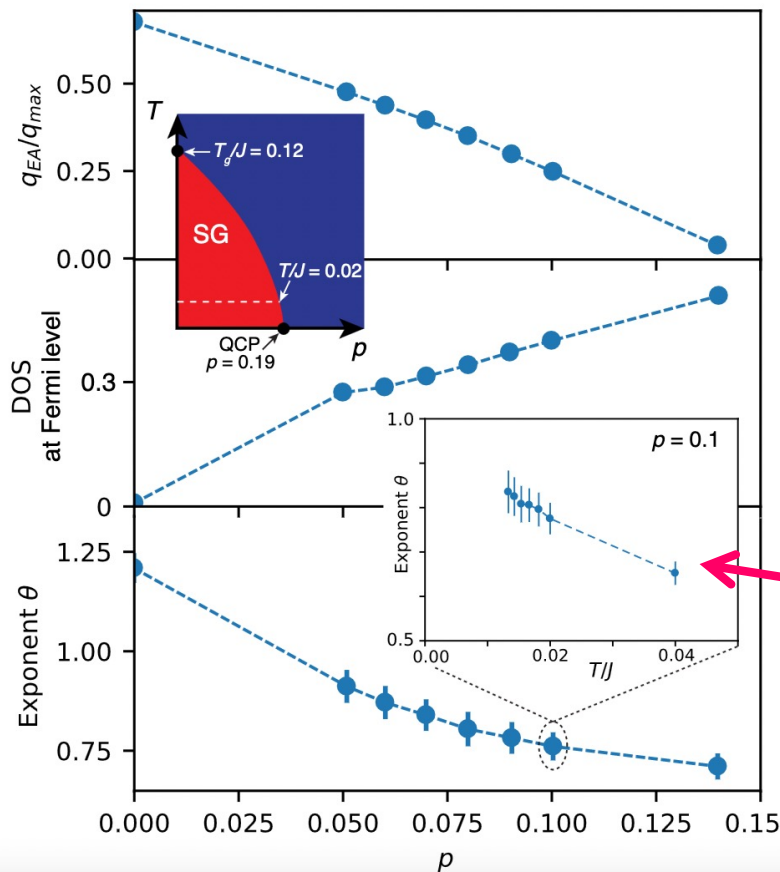 q_EA/q_max
0.50
0.25
0.00
T
T_g/J = 0.12
SG
T/J = 0.02
QCP
p = 0.19
p
DOS
at Fermi level
0.3
0
Exponent θ
1.25
1.00
0.75
1.0
p = 0.1
Exponent θ
0.5
0.00 0.02 0.04
T/J
0.000 0.025 0.050 0.075 0.100 0.125 0.15
p